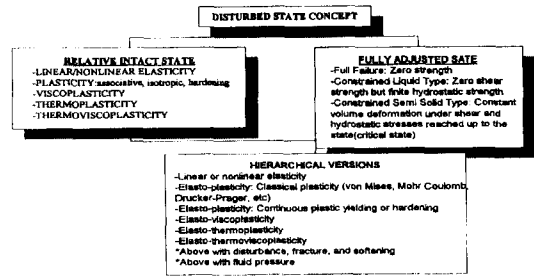 DISTURBED STATE CONCEPT
RELATIVE INTACT STATE
-LINEAR/NONLINEAR ELASTICITY
-PLASTICITY:associative, isotropic, hardening
-VISCOPLASTICITY
-THERMOPLASTICITY
-THERMOVISCOPLASTICITY
FULLY ADJUSTED SATE
-Full Failure: Zero strength
-Constrained Liquid Type: Zero shear
strength but finite hydrostatic strength
-Constrained Semi Solid Type: Constant
volume deformation under shear and
hydrostatic stresses reached up to the
state(critical state)
HIERARCHICAL VERSIONS
-Linear or nonlinear elasticity
-Elasto-plasticity: Classical plasticity (von Mises, Mohr Coulomb,
Drucker-Prager, etc)
-Elasto-plasticity: Continuous plastic yielding or hardening
-Elasto-viscoplasticity
-Elasto-thermoplasticity
-Elasto-thermoviscoplasticity
*Above with disturbance, fracture, and softening
*Above with fluid pressure